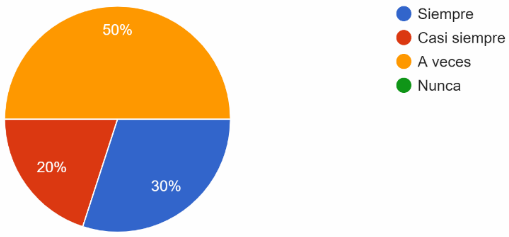 50%
20%
30%
Siempre
Casi siempre
A veces
Nunca